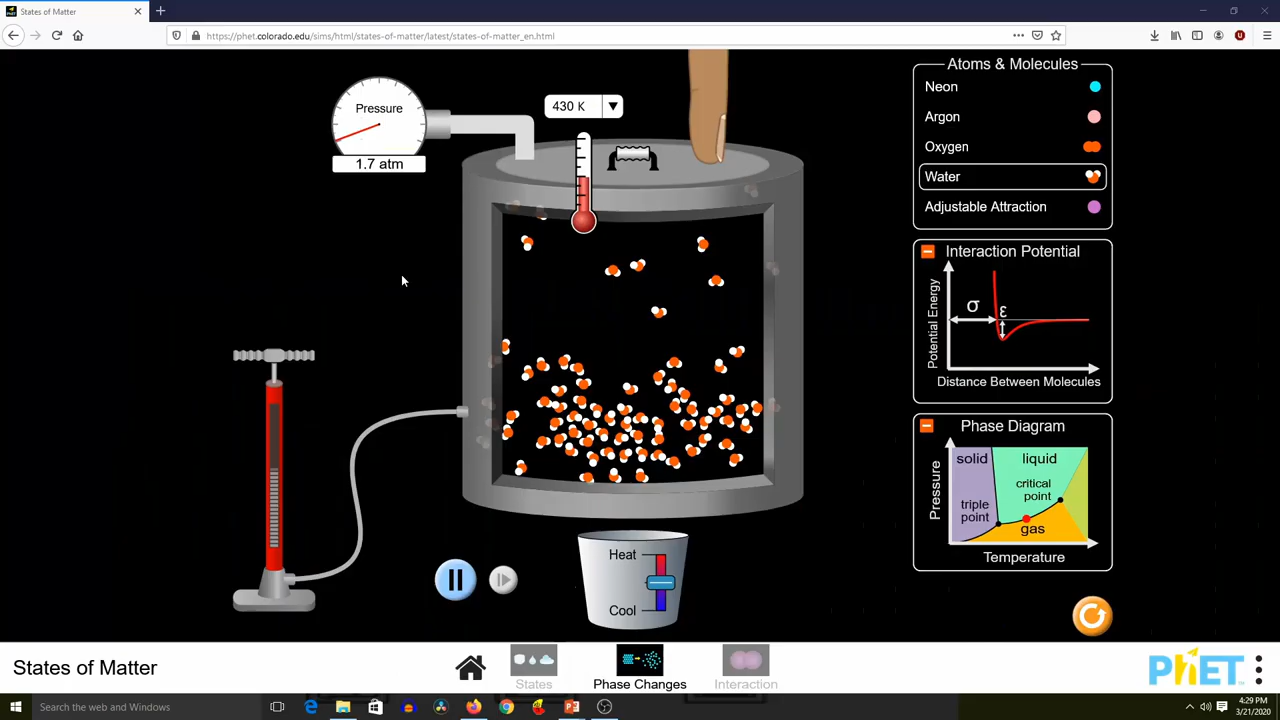 States of Matter
https://phet.colorado.edu/sims/html/states-of-matter/latest/states-of-matter_en.html
Pressure
1.7 atm
430 K
Atoms & Molecules
Neon
Argon
Oxygen
Water
Adjustable Attraction
Interaction Potential
Potential Energy
σ
ε
Distance Between Molecules
Phase Diagram
Pressure
solid
liquid
critical
point
triple
point
gas
Temperature
Heat
Cool
States of Matter
States
Phase Changes
Interaction
PhET
Search the web and Windows
4:29 PM
3/21/2020